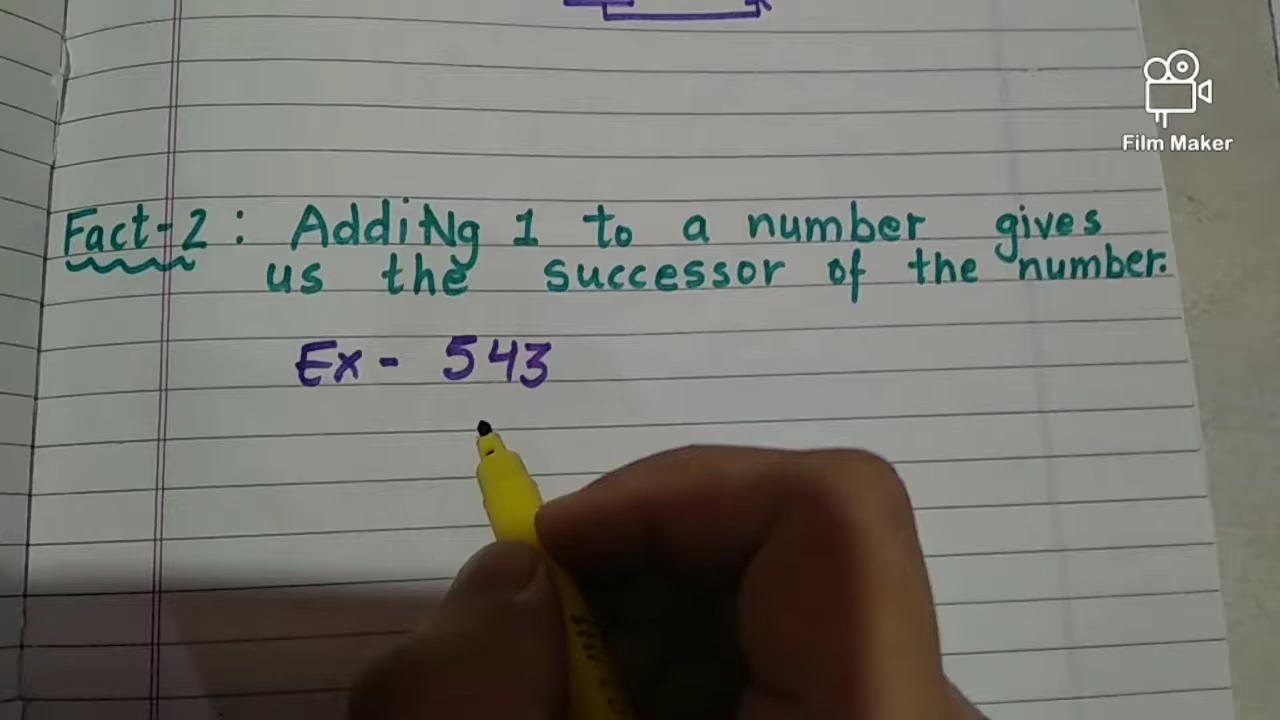 Film Maker
Fact-2 : AddiNg 1 to a number gives
us the successor of the number.
Ex - 543